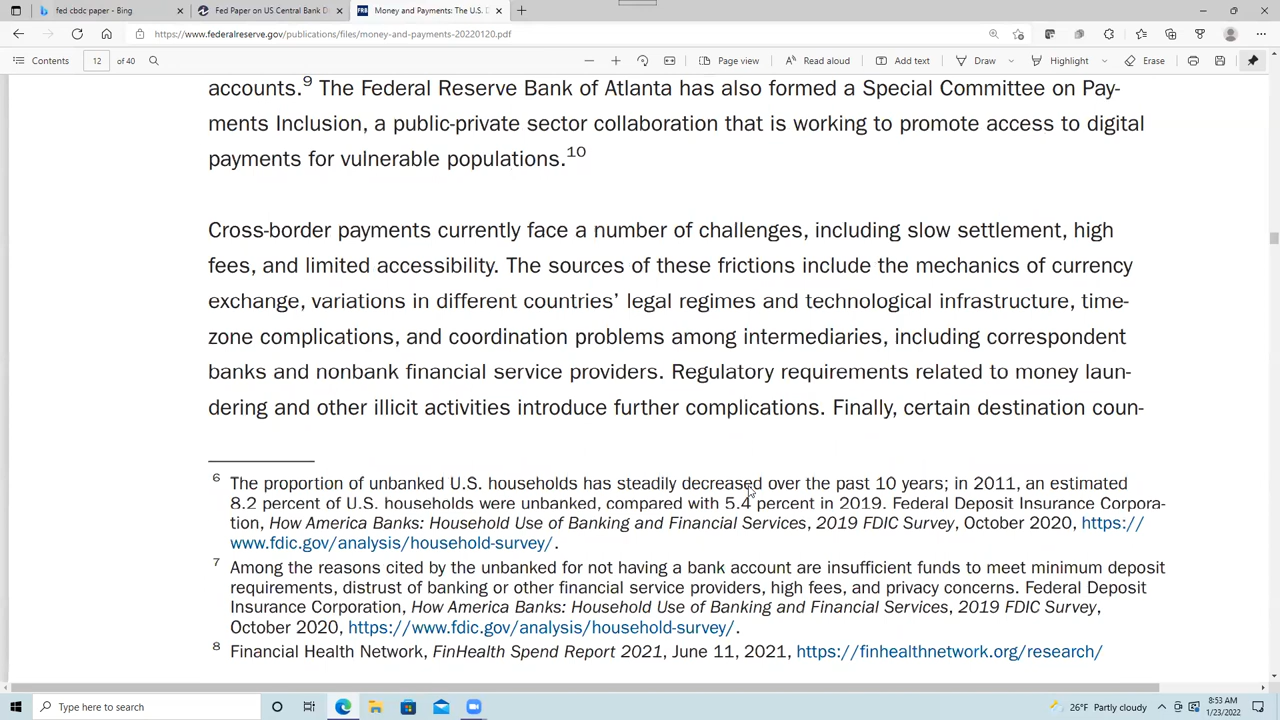 fed cbdc paper - Bing
Fed Paper on US Central Bank D
FRB
Money and Payments: The U.S. D
https://www.federalreserve.gov/publications/files/money-and-payments-20220120.pdf
Contents
12
of 40
Page view
Read aloud
Add text
Draw
Highlight
Erase
accounts.9 The Federal Reserve Bank of Atlanta has also formed a Special Committee on Pay-
ments Inclusion, a public-private sector collaboration that is working to promote access to digital
payments for vulnerable populations.10
Cross-border payments currently face a number of challenges, including slow settlement, high
fees, and limited accessibility. The sources of these frictions include the mechanics of currency
exchange, variations in different countries’ legal regimes and technological infrastructure, time-
zone complications, and coordination problems among intermediaries, including correspondent
banks and nonbank financial service providers. Regulatory requirements related to money laun-
dering and other illicit activities introduce further complications. Finally, certain destination coun-
6 The proportion of unbanked U.S. households has steadily decreased over the past 10 years; in 2011, an estimated
8.2 percent of U.S. households were unbanked, compared with 5.4 percent in 2019. Federal Deposit Insurance Corpora-
tion, How America Banks: Household Use of Banking and Financial Services, 2019 FDIC Survey, October 2020, https://
www.fdic.gov/analysis/household-survey/.
7 Among the reasons cited by the unbanked for not having a bank account are insufficient funds to meet minimum deposit
requirements, distrust of banking or other financial service providers, high fees, and privacy concerns. Federal Deposit
Insurance Corporation, How America Banks: Household Use of Banking and Financial Services, 2019 FDIC Survey,
October 2020, https://www.fdic.gov/analysis/household-survey/.
8 Financial Health Network, FinHealth Spend Report 2021, June 11, 2021, https://finhealthnetwork.org/research/
Type here to search
26°F Partly cloudy
8:53 AM
1/23/2022